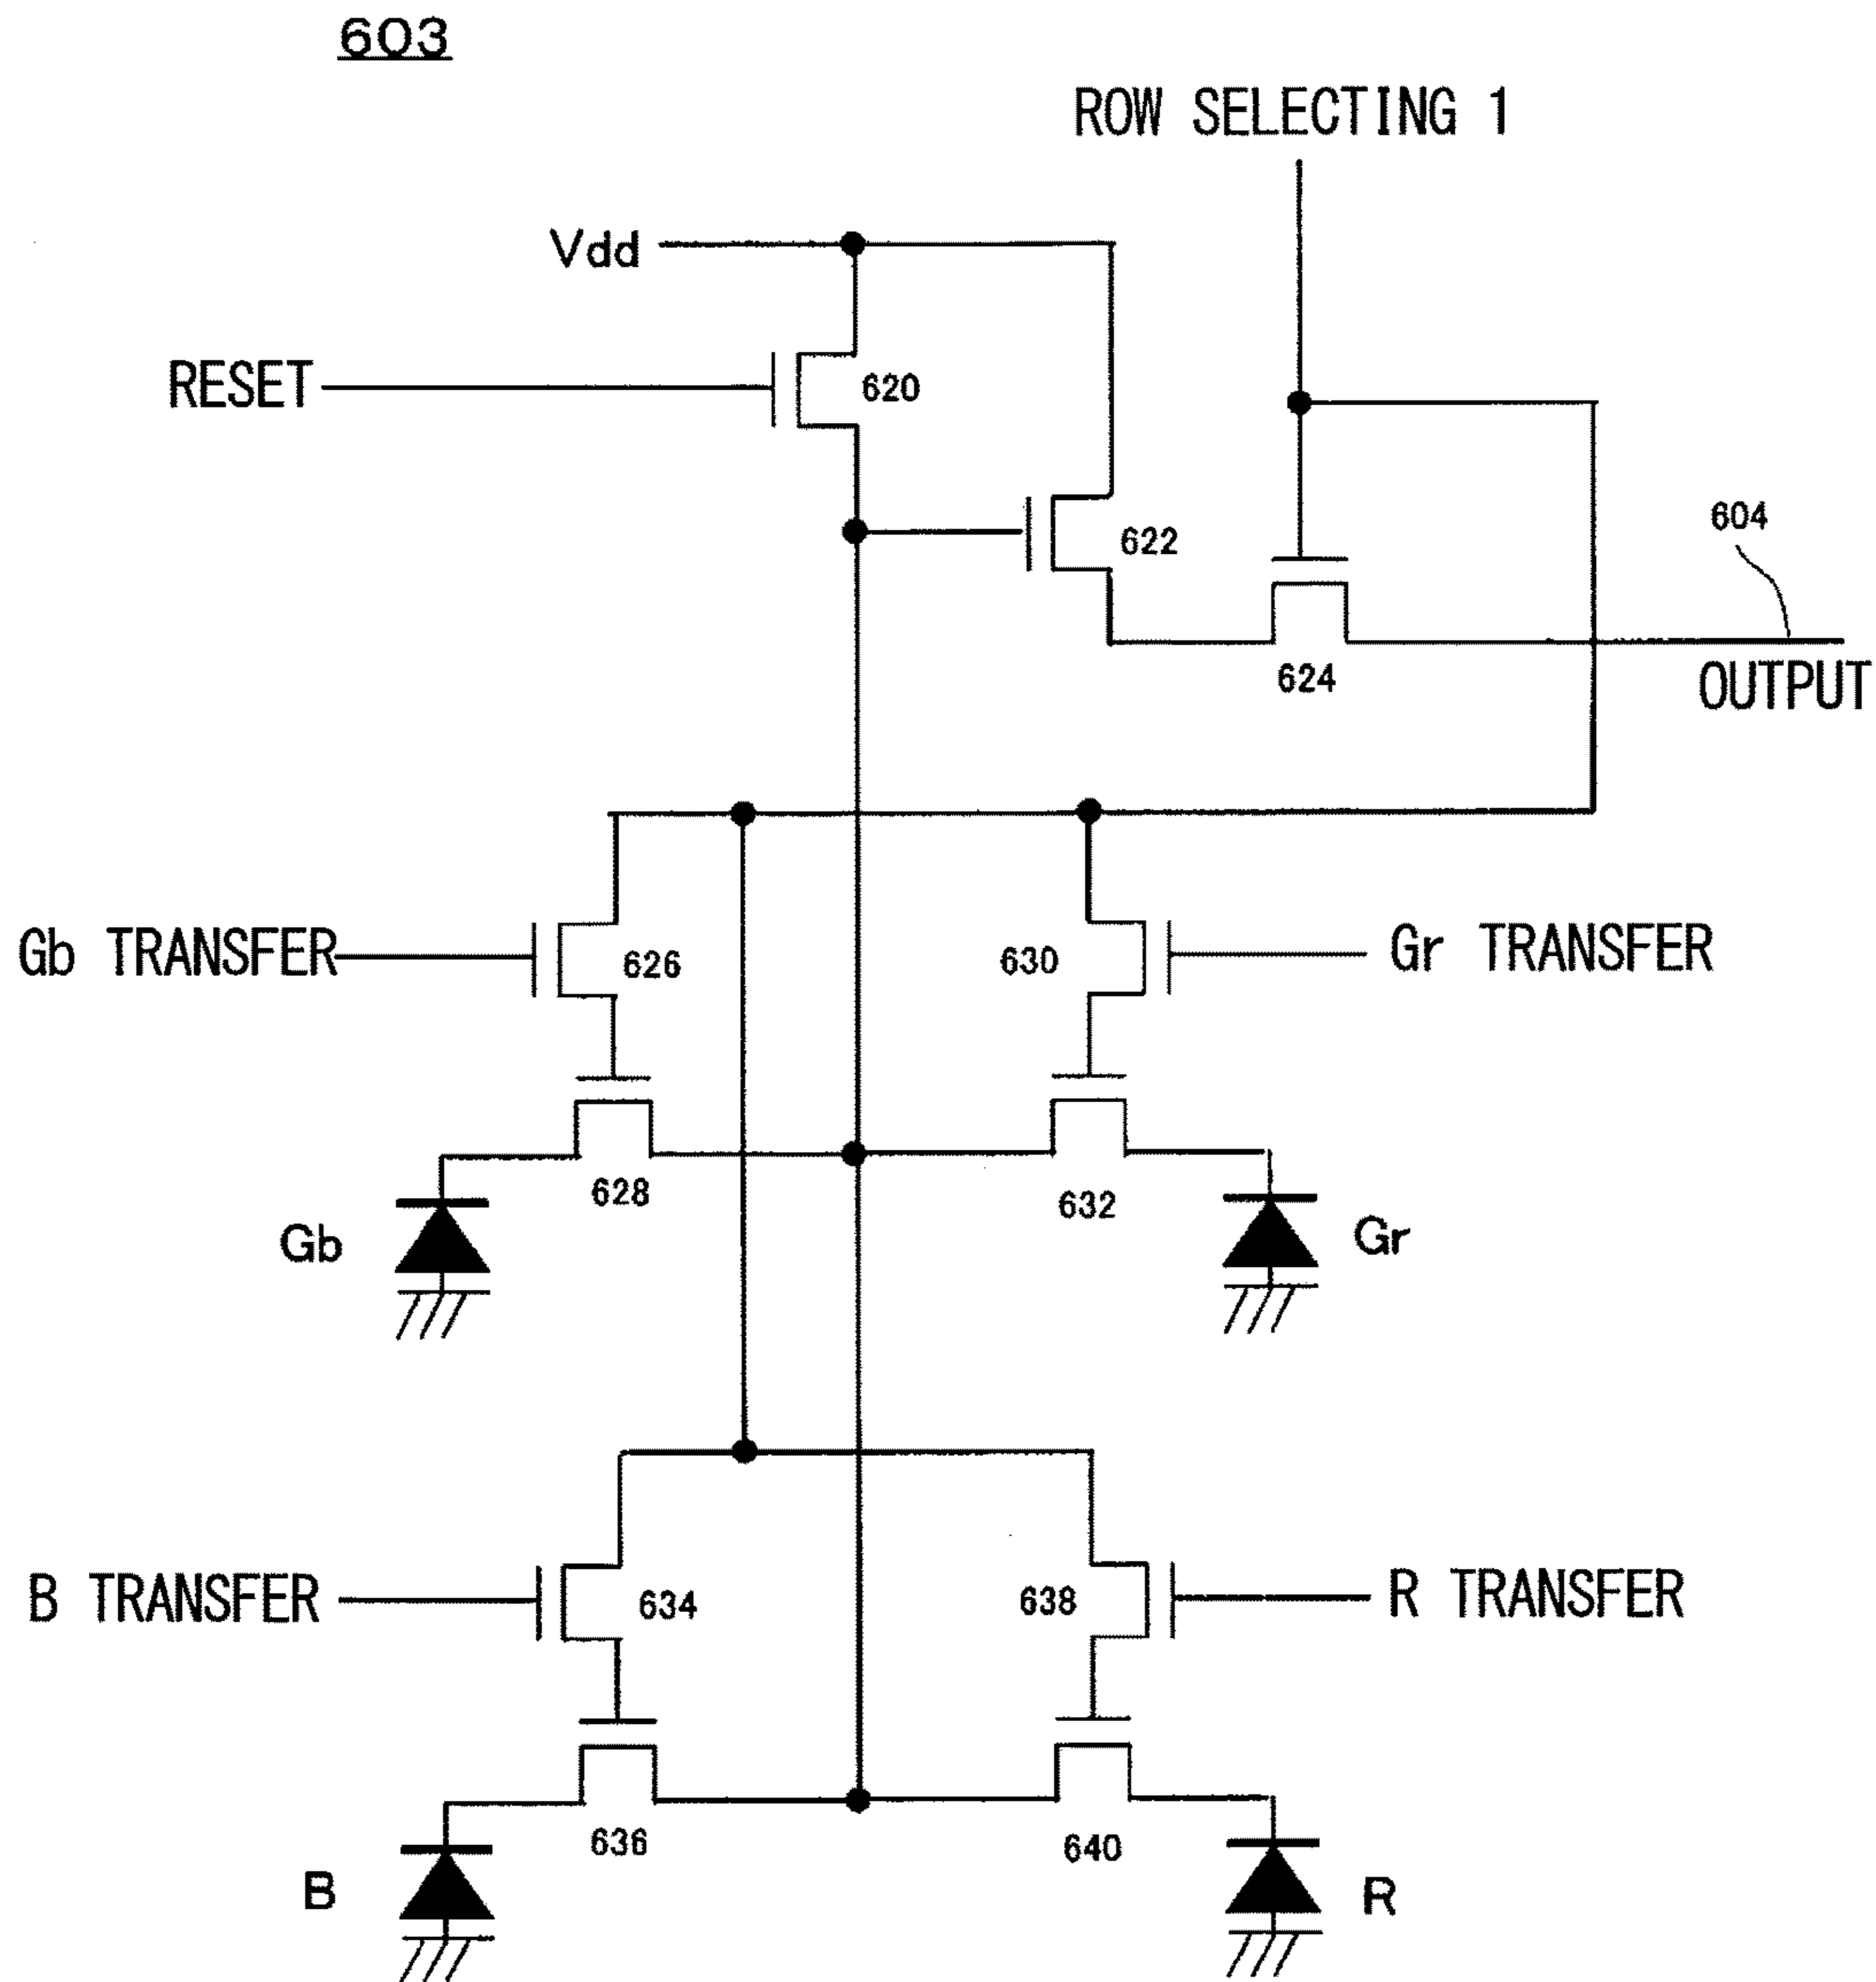 603
ROW SELECTING 1
Vdd
RESET
620
622
604
624
OUTPUT
Gb TRANSFER
626
630
Gr TRANSFER
628
632
Gb
Gr
B TRANSFER
634
638
R TRANSFER
636
640
B
R